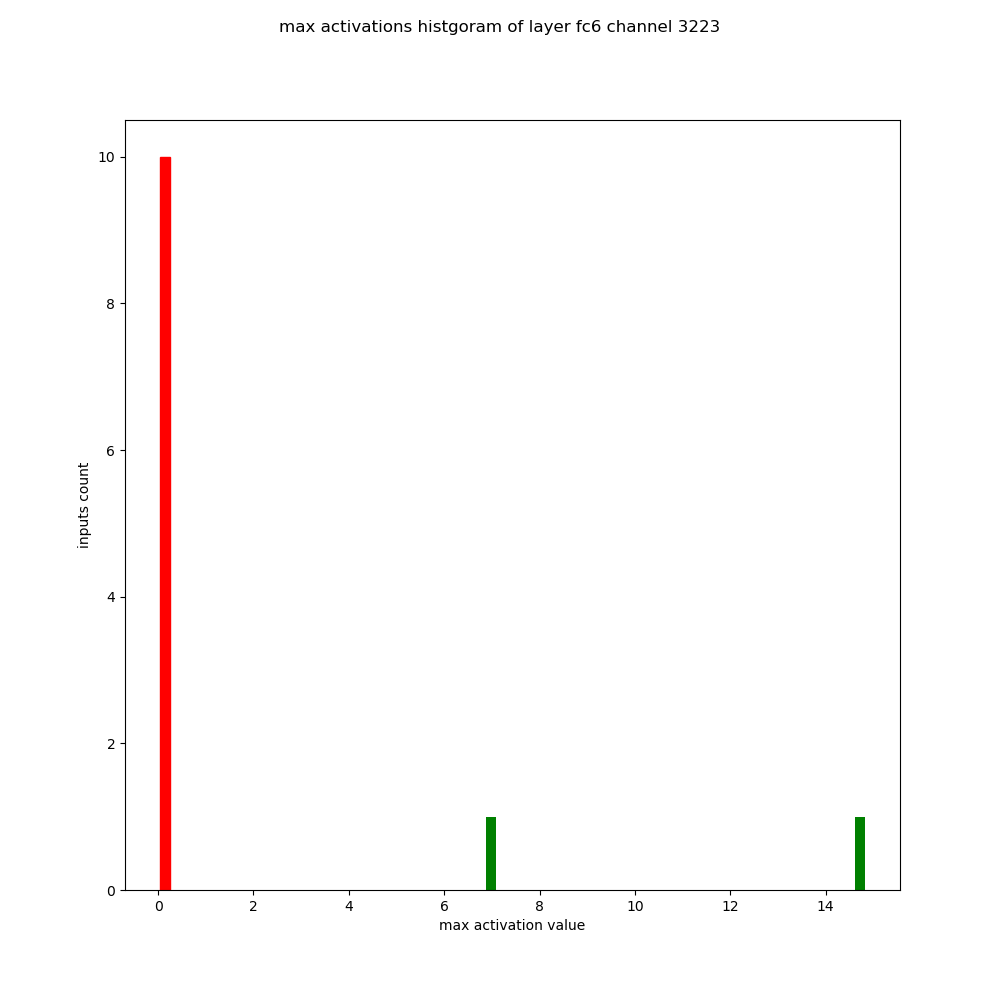 max activations histgoram of layer fc6 channel 3223
10
8
6
4
2
0
inputs count
0 2 4 6 8 10 12 14
max activation value